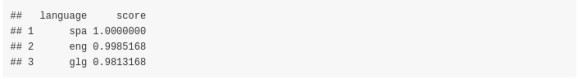 ##   language     score
## 1      spa 1.0000000
## 2      eng 0.9985168
## 3      glg 0.9813168